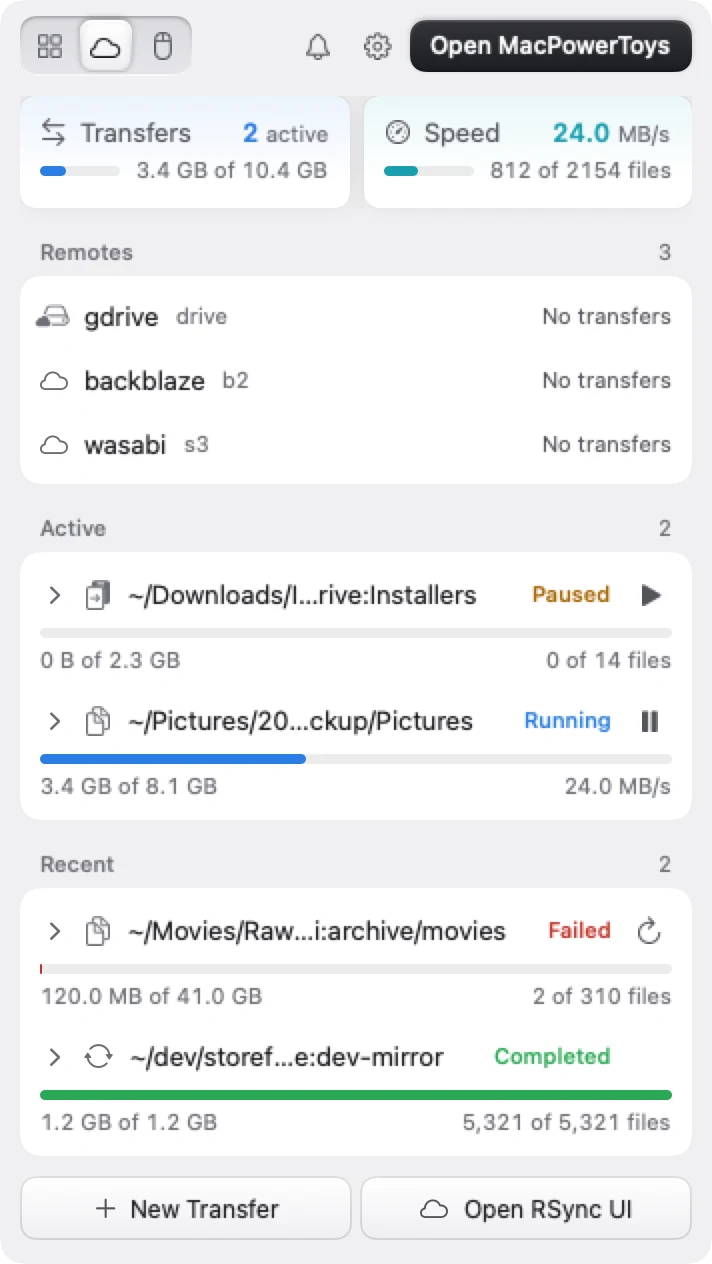 Open MacPowerToys
Transfers 2 active
3.4 GB of 10.4 GB
Speed 24.0 MB/s
812 of 2154 files
Remotes 3
gdrive drive No transfers
backblaze b2 No transfers
wasabi s3 No transfers
Active 2
~/Downloads/I...rive:Installers Paused
0 B of 2.3 GB 0 of 14 files
~/Pictures/20...ckup/Pictures Running
3.4 GB of 8.1 GB 24.0 MB/s
Recent 2
~/Movies/Raw...i:archive/movies Failed
120.0 MB of 41.0 GB 2 of 310 files
~/dev/storef...e:dev-mirror Completed
1.2 GB of 1.2 GB 5,321 of 5,321 files
New Transfer
Open RSync UI